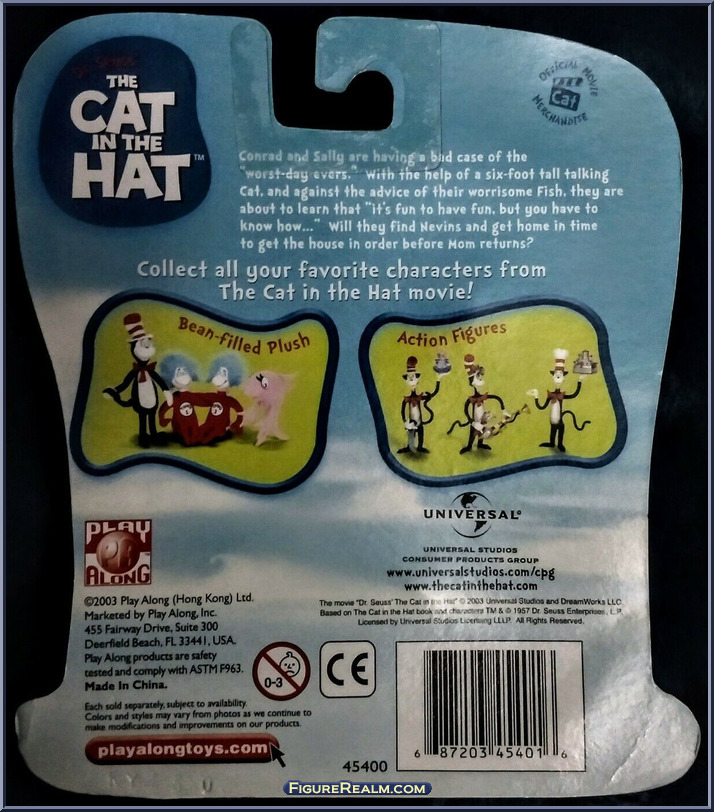 Dr. Seuss'
THE
CAT
IN THE
HAT™
OFFICIAL MOVIE
THE
Cat
MERCHANDISE
Conrad and Sally are having a bad case of the
"worst-day evers." With the help of a six-foot tall talking
Cat, and against the advice of their worrisome Fish, they are
about to learn that "it's fun to have fun, but you have to
know how..." Will they find Nevins and get home in time
to get the house in order before Mom returns?
Collect all your favorite characters from
The Cat in the Hat movie!
Bean-filled Plush
Action Figures
PLAY
PA
ALONG
UNIVERSAL®
UNIVERSAL STUDIOS
CONSUMER PRODUCTS GROUP
www.universalstudios.com/cpg
www.thecatinthehat.com
©2003 Play Along (Hong Kong) Ltd.
Marketed by Play Along, Inc.
455 Fairway Drive, Suite 300
Deerfield Beach, FL 33441, USA.
Play Along products are safety
tested and comply with ASTM F963.
Made In China.
The movie "Dr. Seuss' The Cat in the Hat" © 2003 Universal Studios and DreamWorks LLC.
Based on The Cat in the Hat book and characters TM & © 1957 Dr. Seuss Enterprises, L.P.
Licensed by Universal Studios Licensing LLLP. All Rights Reserved.
0-3
CE
Each sold separately, subject to availability.
Colors and styles may vary from photos as we continue to
make modifications and improvements on our products.
playalongtoys.com
45400
6 87203 45401 6
FIGUREREALM.COM